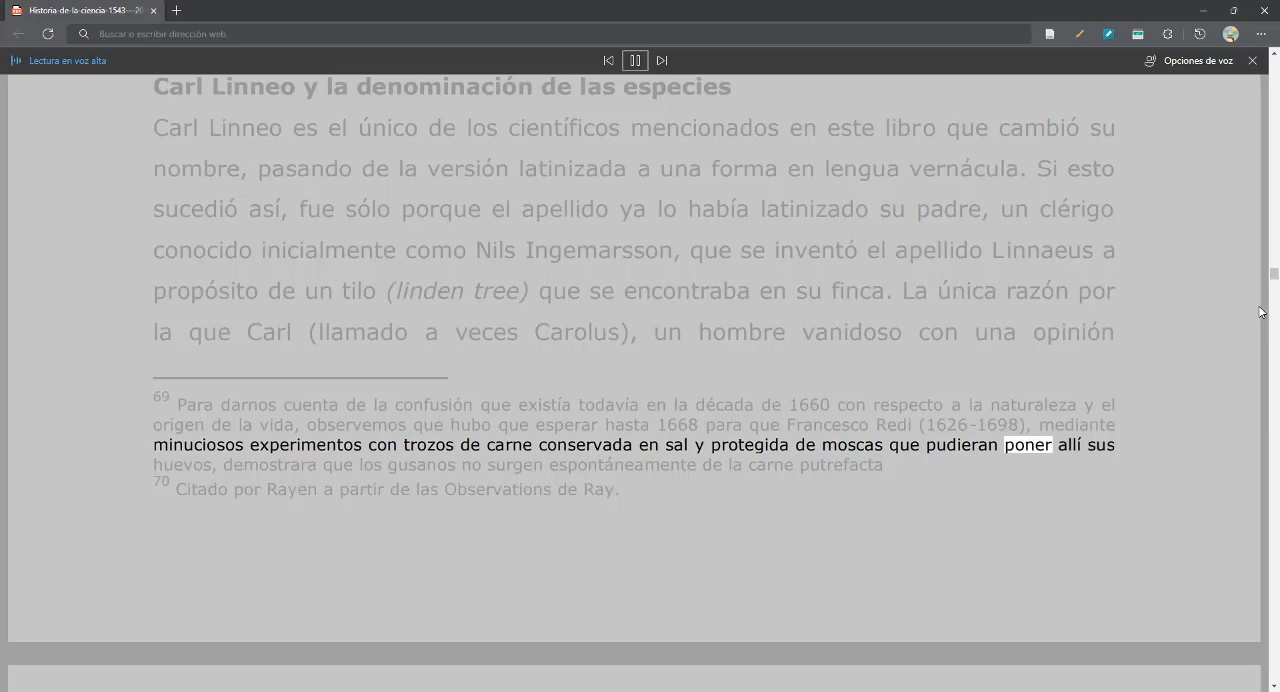 Historia-de-la-ciencia-1543---20
Buscar o escribir dirección web
Lectura en voz alta
Opciones de voz
Carl Linneo y la denominación de las especies
Carl Linneo es el único de los científicos mencionados en este libro que cambió su
nombre, pasando de la versión latinizada a una forma en lengua vernácula. Si esto
sucedió así, fue sólo porque el apellido ya lo había latinizado su padre, un clérigo
conocido inicialmente como Nils Ingemarsson, que se inventó el apellido Linnaeus a
propósito de un tilo (linden tree) que se encontraba en su finca. La única razón por
la que Carl (llamado a veces Carolus), un hombre vanidoso con una opinión
69 Para darnos cuenta de la confusión que existía todavía en la década de 1660 con respecto a la naturaleza y el
origen de la vida, observemos que hubo que esperar hasta 1668 para que Francesco Redi (1626-1698), mediante
minuciosos experimentos con trozos de carne conservada en sal y protegida de moscas que pudieran poner allí sus
huevos, demostrara que los gusanos no surgen espontáneamente de la carne putrefacta
70 Citado por Rayen a partir de las Observations de Ray.